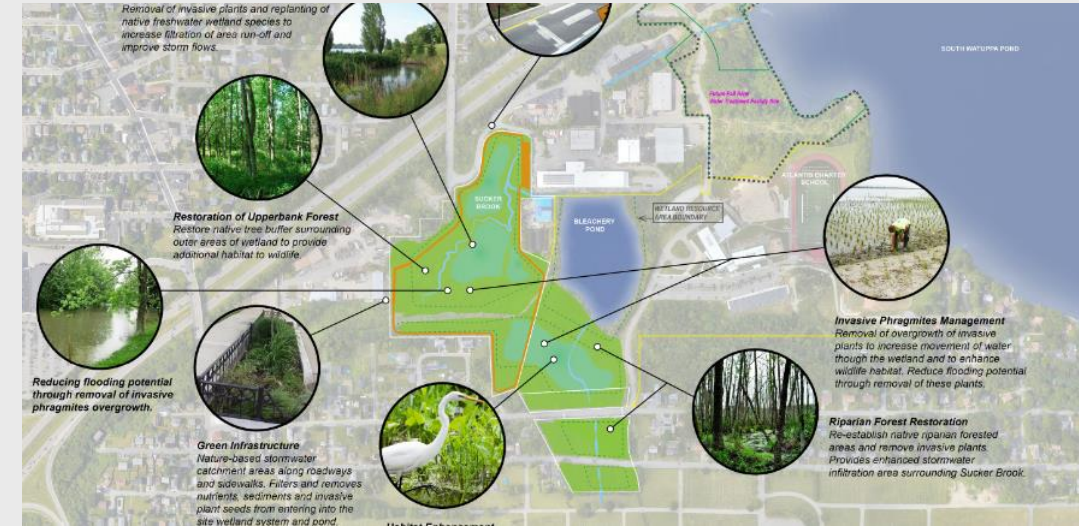 Removal of invasive plants and replanting of
native freshwater wetland species to
increase filtration of area run-off and
improve storm flows.
SOUTH WATUPPA POND
Water Treatment Facility Site
ATLANTIS CHARTER
SCHOOL
SUCKER
BROOK
WETLAND RESOURCE
AREA BOUNDARY
BLEACHERY
POND
Restoration of Upperbank Forest
Restore native tree buffer surrounding
outer areas of wetland to provide
additional habitat to wildlife.
Invasive Phragmites Management
Removal of overgrowth of invasive
plants to increase movement of water
though the wetland and to enhance
wildlife habitat. Reduce flooding potential
through removal of these plants.
Reducing flooding potential
through removal of invasive
phragmites overgrowth.
Riparian Forest Restoration
Re-establish native riparian forested
areas and remove invasive plants.
Provides enhanced stormwater
infiltration area surrounding Sucker Brook.
Green Infrastructure
Nature-based stormwater
catchment areas along roadways
and sidewalks. Filters and removes
nutrients, sediments and invasive
plant seeds from entering into the
site wetland system and pond.
Habitat Enhancement